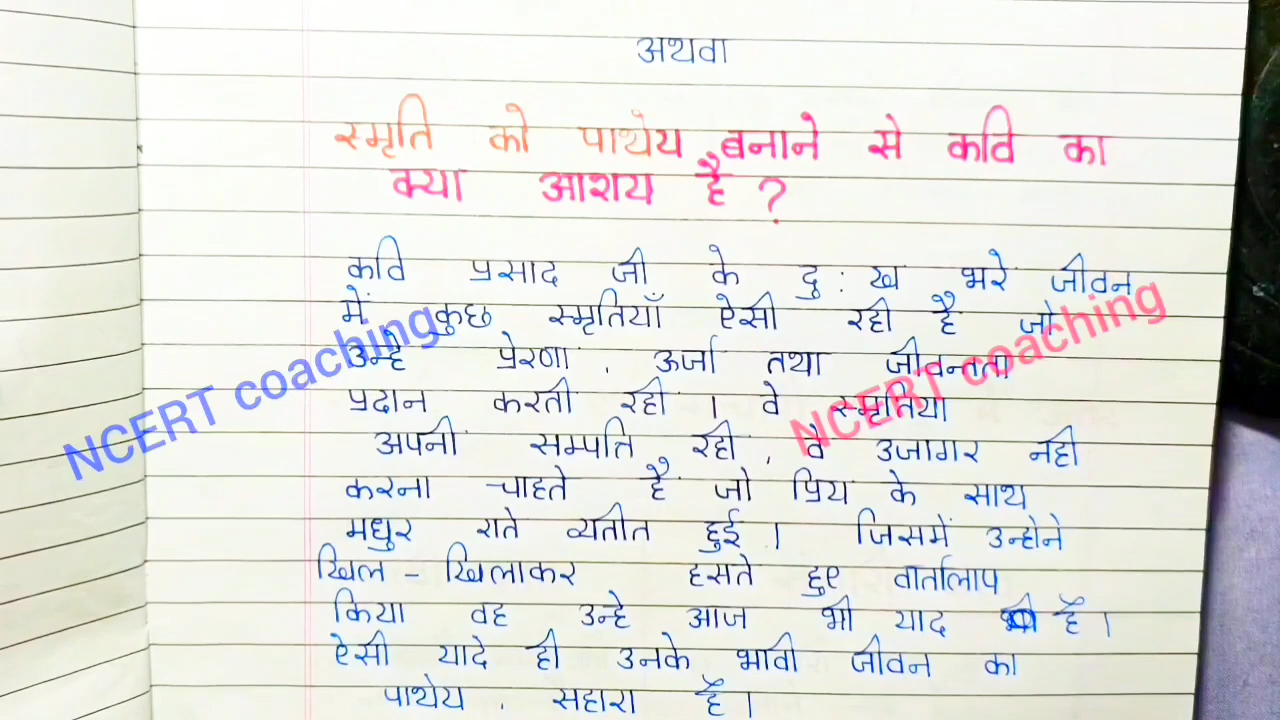 अथवा
स्मृति को पाथेय बनाने से कवि का
क्या आशय है ?
कवि प्रसाद जी के दु : ख भरे जीवन
में कुछ स्मृतियाँ ऐसी रही है जो
उन्हे प्रेरणा , ऊर्जा तथा जीवन्तता
प्रदान करती रही । वे स्मृतिया
अपनी सम्पत्ति रही , वै उजागर नही
करना चाहते है जो प्रिय के साथ
मधुर राते व्यतीत हुई । जिसमें उन्होने
खिल - खिलाकर हसते हुए वार्तालाप
किया वह उन्हे आज भी याद है ।
ऐसी यादे ही उनके भावी जीवन का
पाथेय , सहारा है ।
NCERT coaching
NCERT coaching